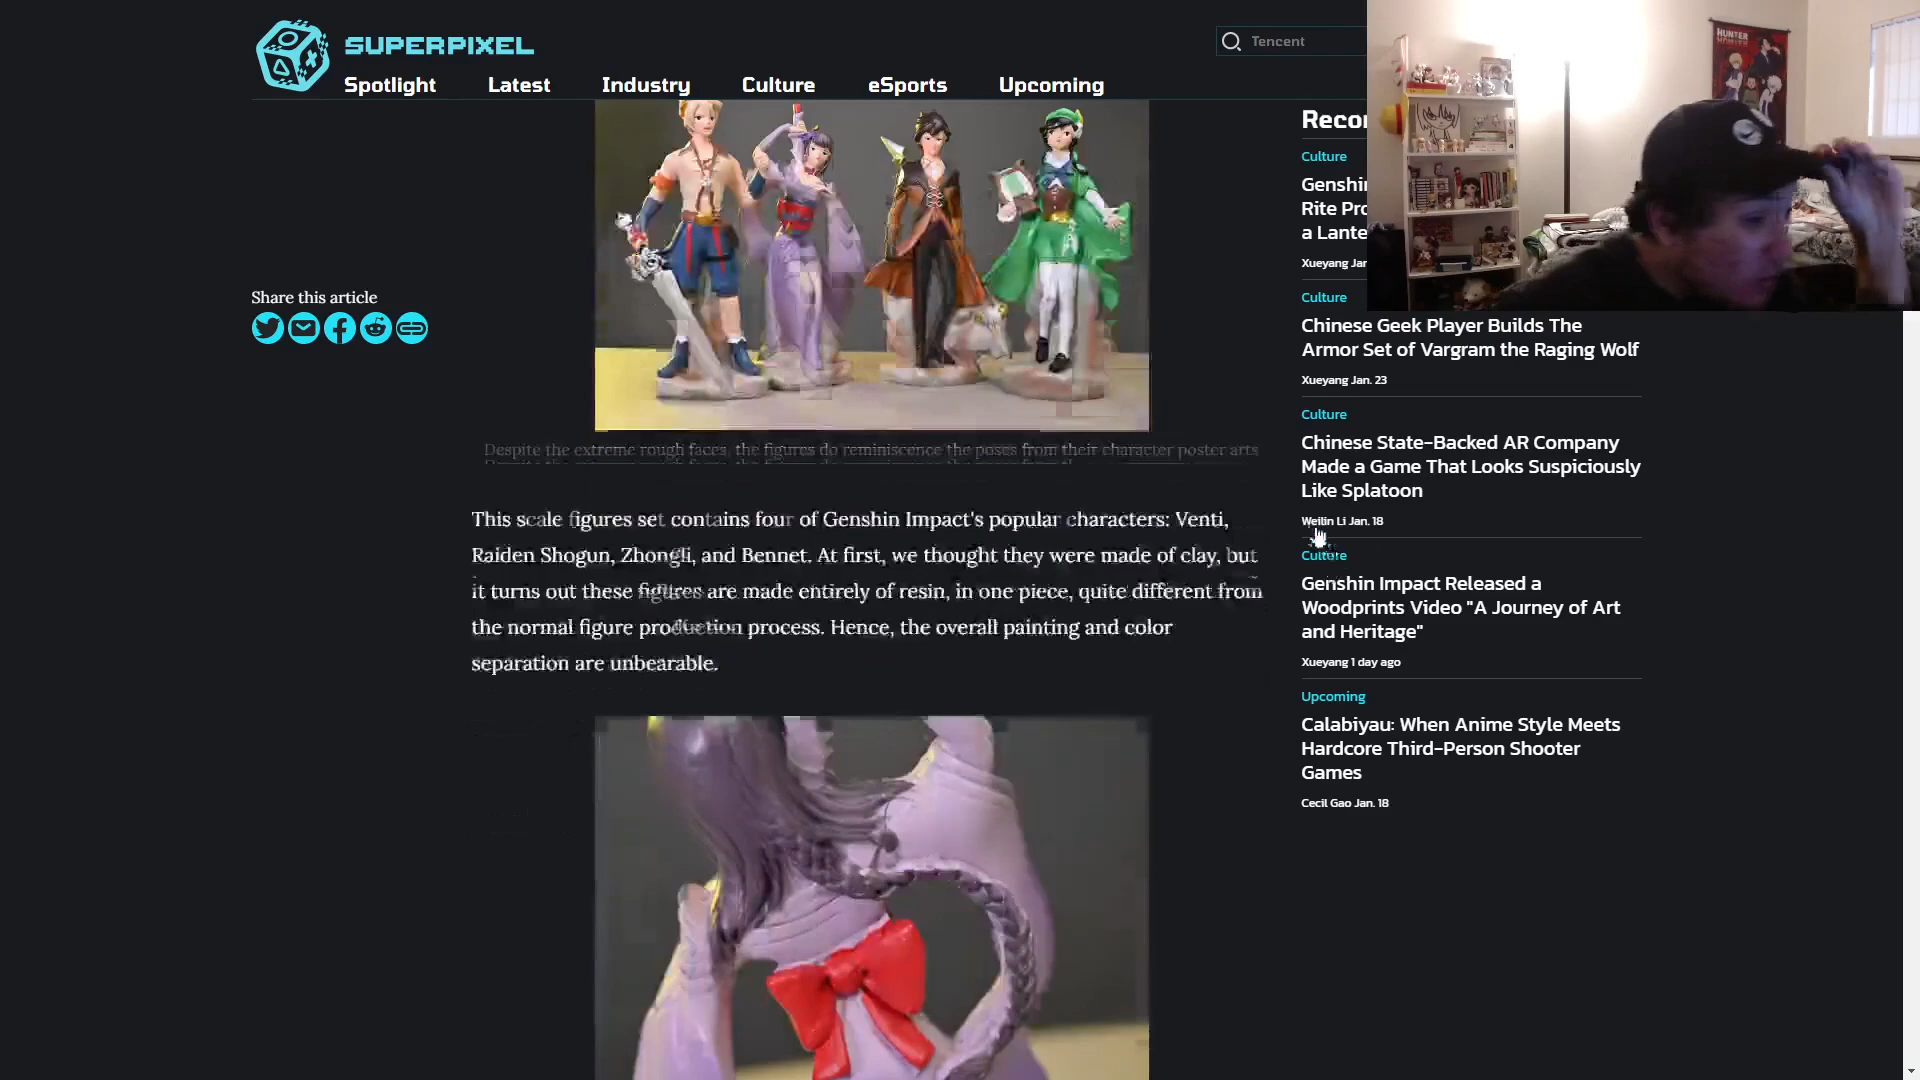 SUPERPIXEL
Tencent
Spotlight
Latest
Industry
Culture
eSports
Upcoming
Share this article
Despite the extreme rough faces, the figures do reminiscence the poses from their character poster arts
This scale figures set contains four of Genshin Impact's popular characters: Venti,
Raiden Shogun, Zhongli, and Bennet. At first, we thought they were made of clay, but
it turns out these figures are made entirely of resin, in one piece, quite different from
the normal figure production process. Hence, the overall painting and color
separation are unbearable.
Culture
Rite
a
Xueyang
Culture
Chinese Geek Player Builds The
Armor Set of Vargram the Raging Wolf
Xueyang Jan. 23
Culture
Chinese State-Backed AR Company
Made a Game That Looks Suspiciously
Like Splatoon
Weilin Li Jan. 18
Culture
Genshin Impact Released a
Woodprints Video "A Journey of Art
and Heritage"
Xueyang 1 day ago
Upcoming
Calabiyau: When Anime Style Meets
Hardcore Third-Person Shooter
Games
Cecil Gao Jan. 18
HUNTER